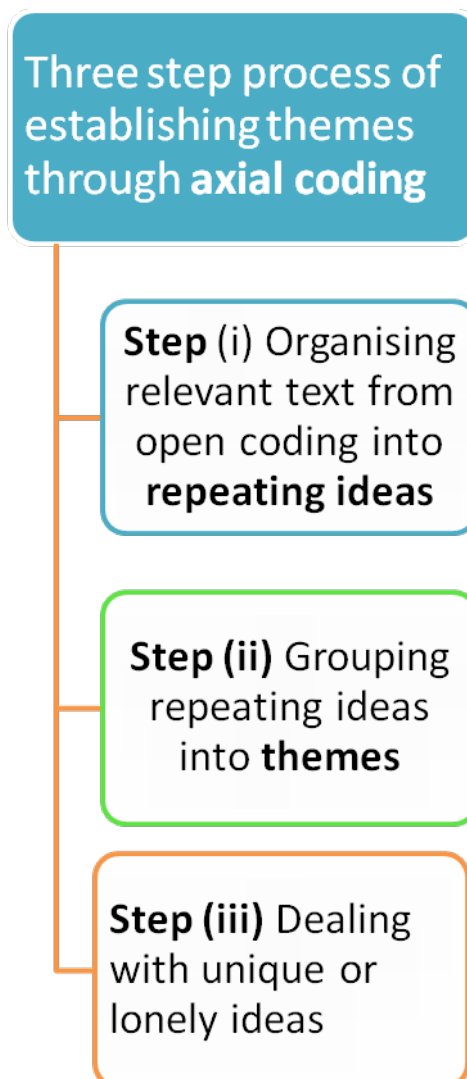 Three step process of
establishing themes
through axial coding
Step (i) Organising
relevant text from
open coding into
repeating ideas
Step (ii) Grouping
repeating ideas
into themes
Step (iii) Dealing
with unique or
lonely ideas